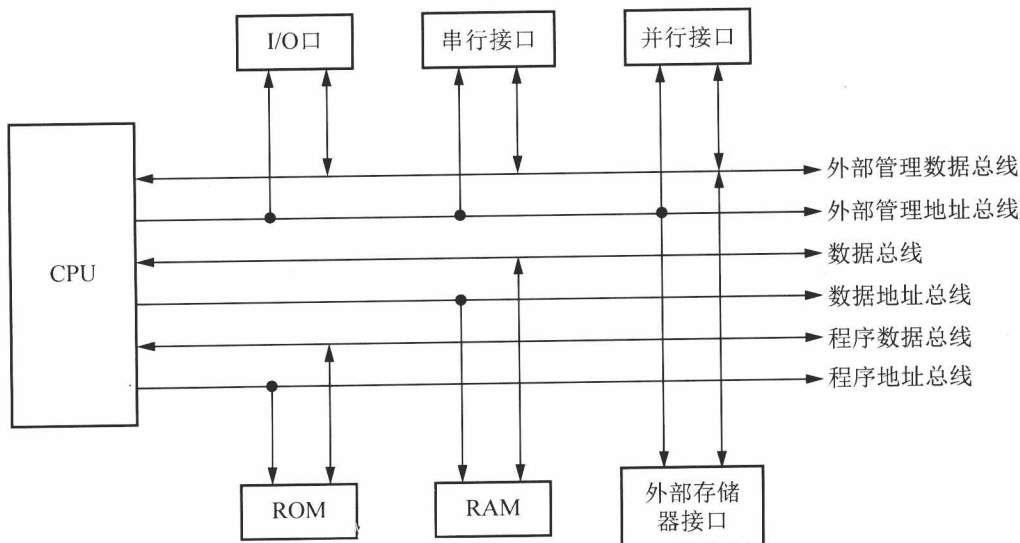 I/O口
串行接口
并行接口
外部管理数据总线
外部管理地址总线
CPU
数据总线
数据地址总线
程序数据总线
程序地址总线
ROM
RAM
外部存储
器接口